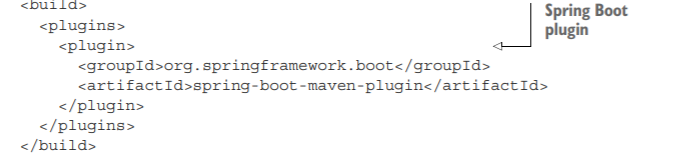 <build>
<plugins>
<plugin>
<groupId>org.springframework.boot</groupId>
<artifactId>spring-boot-maven-plugin</artifactId>
</plugin>
</plugins>
</build>
Spring Boot
plugin